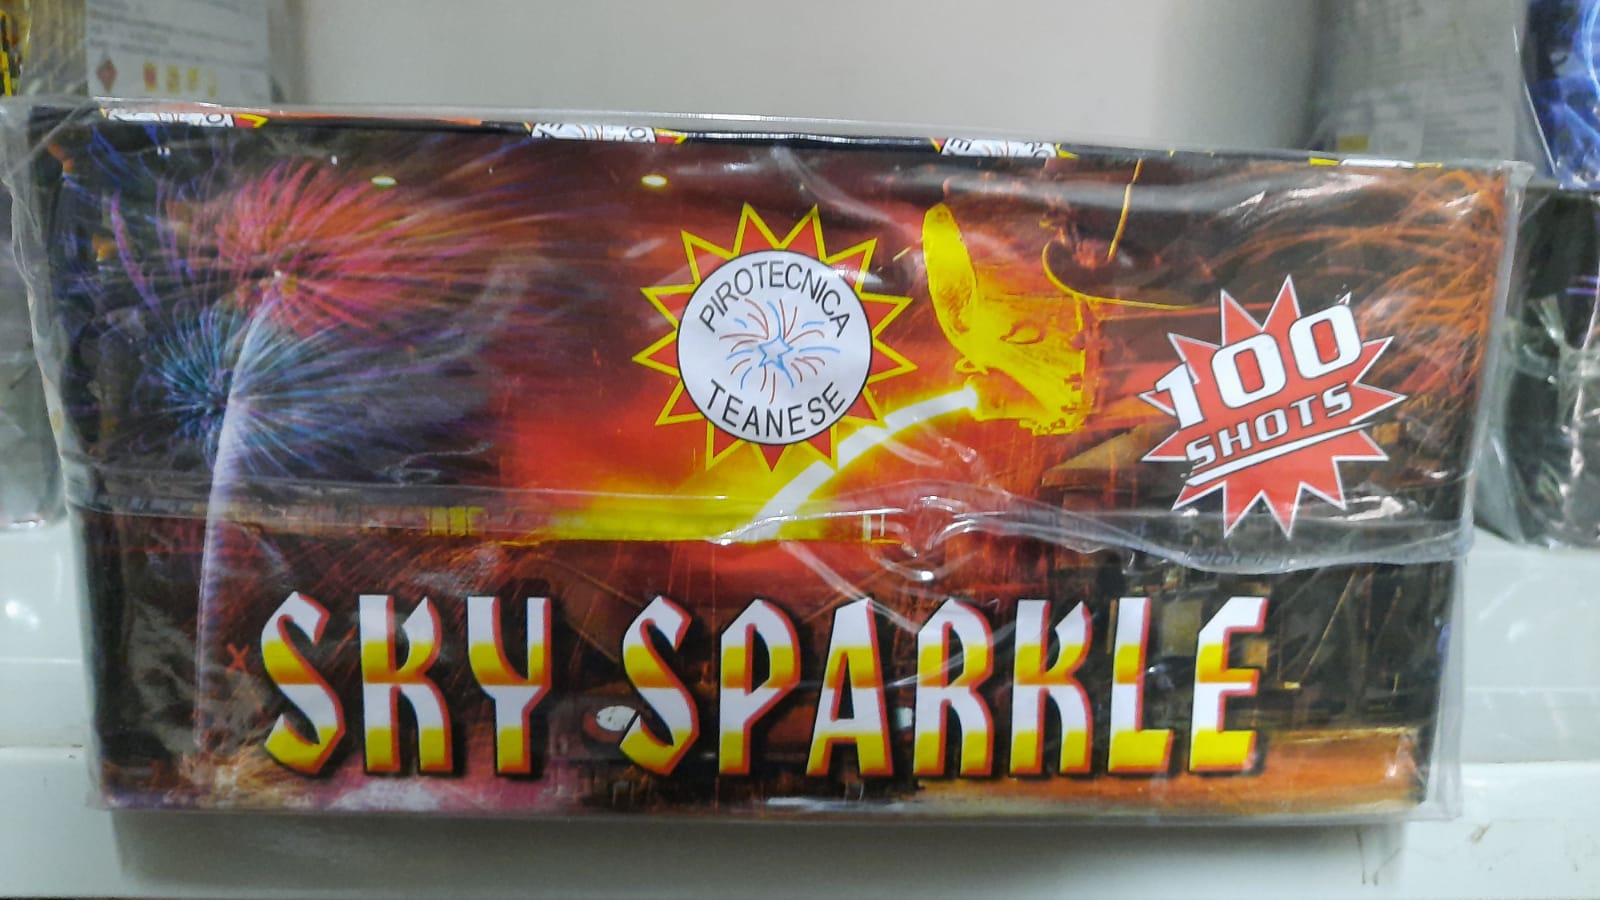 PIROTECNICA
TEANESE
100
SHOTS
SKY SPARKLE